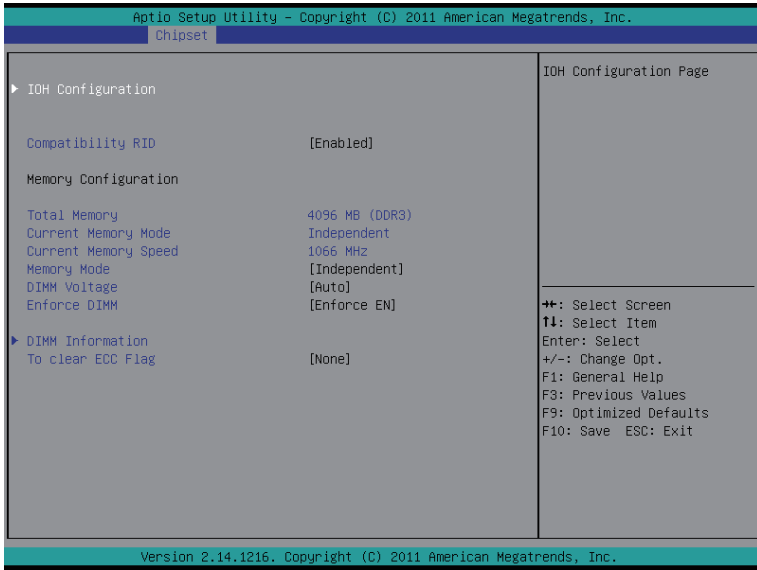 Aptio Setup Utility – Copyright (C) 2011 American Megatrends, Inc.
Chipset
IOH Configuration
Compatibility RID [Enabled]
Memory Configuration
Total Memory 4096 MB (DDR3)
Current Memory Mode Independent
Current Memory Speed 1066 MHz
Memory Mode [Independent]
DIMM Voltage [Auto]
Enforce DIMM [Enforce EN]
DIMM Information
To clear ECC Flag [None]
IOH Configuration Page
→←: Select Screen
↑↓: Select Item
Enter: Select
+/-: Change Opt.
F1: General Help
F3: Previous Values
F9: Optimized Defaults
F10: Save ESC: Exit
Version 2.14.1216. Copyright (C) 2011 American Megatrends, Inc.